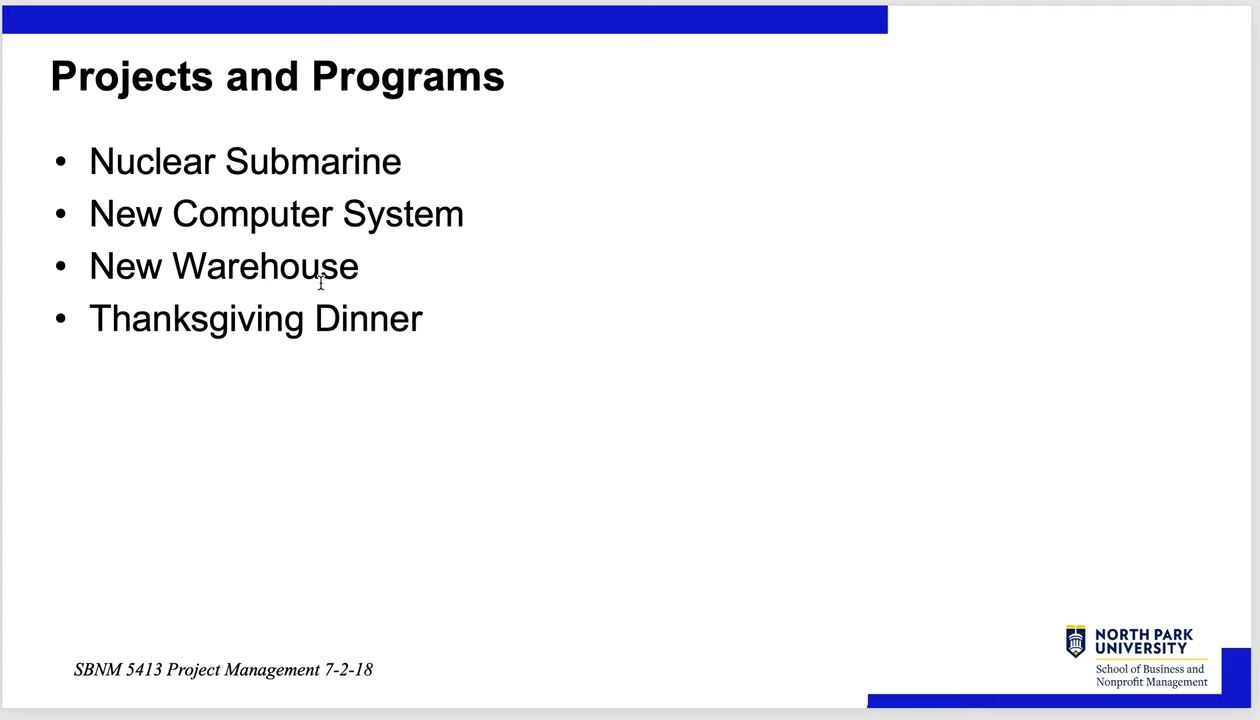 Projects and Programs
• Nuclear Submarine
• New Computer System
• New Warehouse
• Thanksgiving Dinner
SBNM 5413 Project Management 7-2-18
NORTH PARK
UNIVERSITY
School of Business and
Nonprofit Management